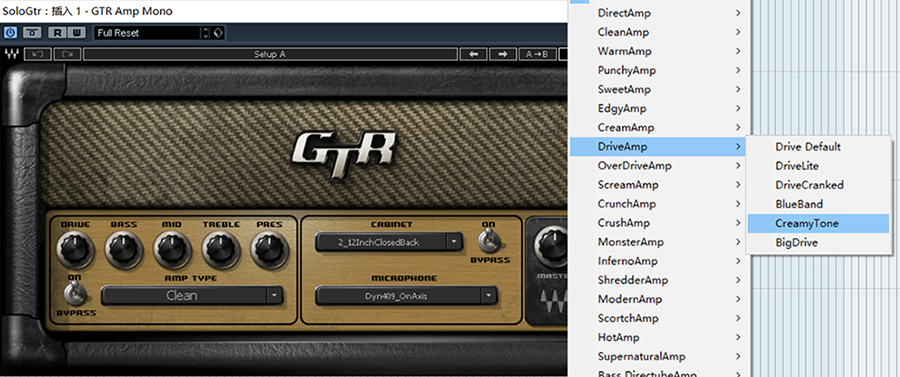 SoloGtr：插入 1 - GTR Amp Mono
R W Full Reset
Setup A
A→B
GTR
DRIVE BASS MID TREBLE PRES
CABINET
ON
2_12InchClosedBack
BYPASS
ON
AMP TYPE
Clean
BYPASS
MICROPHONE
Dyn409_OnAxis
DirectAmp
CleanAmp
WarmAmp
PunchyAmp
SweetAmp
EdgyAmp
CreamAmp
DriveAmp
OverDriveAmp
ScreamAmp
CrunchAmp
CrushAmp
MonsterAmp
InfernoAmp
ShredderAmp
ModernAmp
ScortchAmp
HotAmp
SupernaturalAmp
Bass DirectubeAmp
Drive Default
DriveLite
DriveCranked
BlueBand
CreamyTone
BigDrive